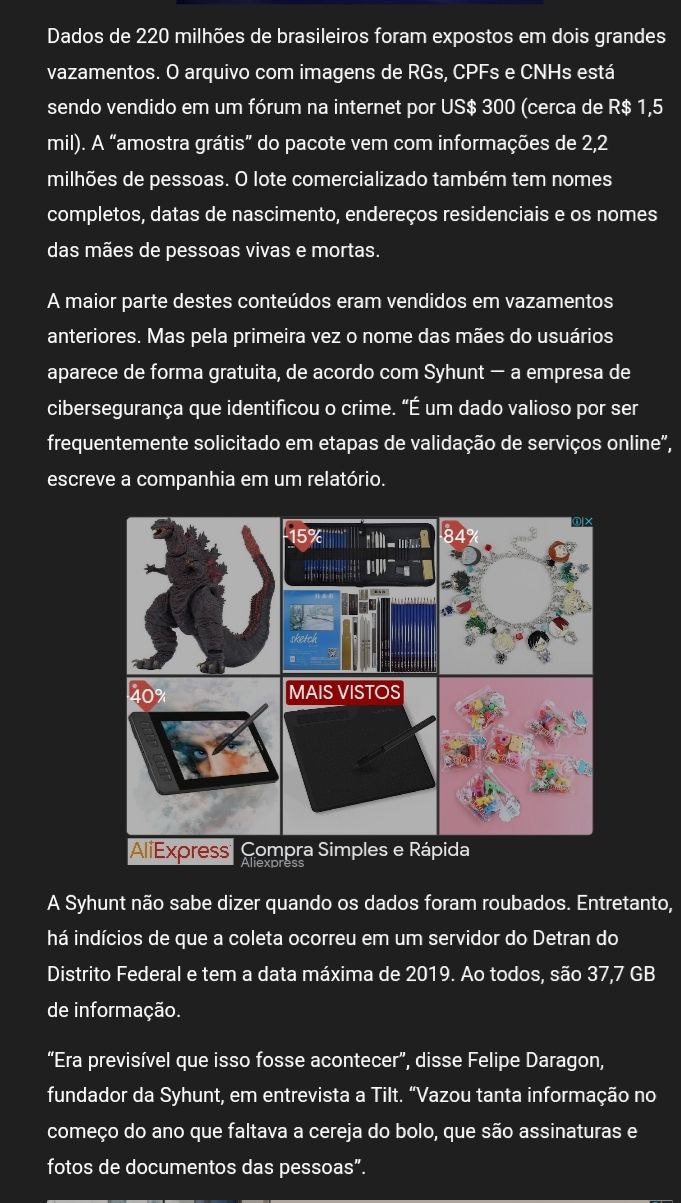 Dados de 220 milhões de brasileiros foram expostos em dois grandes
vazamentos. O arquivo com imagens de RGs, CPFs e CNHs está
sendo vendido em um fórum na internet por US$ 300 (cerca de R$ 1,5
mil). A “amostra grátis” do pacote vem com informações de 2,2
milhões de pessoas. O lote comercializado também tem nomes
completos, datas de nascimento, endereços residenciais e os nomes
das mães de pessoas vivas e mortas.
A maior parte destes conteúdos eram vendidos em vazamentos
anteriores. Mas pela primeira vez o nome das mães do usuários
aparece de forma gratuita, de acordo com Syhunt — a empresa de
cibersegurança que identificou o crime. “É um dado valioso por ser
frequentemente solicitado em etapas de validação de serviços online”,
escreve a companhia em um relatório.
-15%
-84%
sketch
-40%
MAIS VISTOS
AliExpress
Compra Simples e Rápida
Aliexpress
A Syhunt não sabe dizer quando os dados foram roubados. Entretanto,
há indícios de que a coleta ocorreu em um servidor do Detran do
Distrito Federal e tem a data máxima de 2019. Ao todos, são 37,7 GB
de informação.
“Era previsível que isso fosse acontecer”, disse Felipe Daragon,
fundador da Syhunt, em entrevista a Tilt. “Vazou tanta informação no
começo do ano que faltava a cereja do bolo, que são assinaturas e
fotos de documentos das pessoas”.